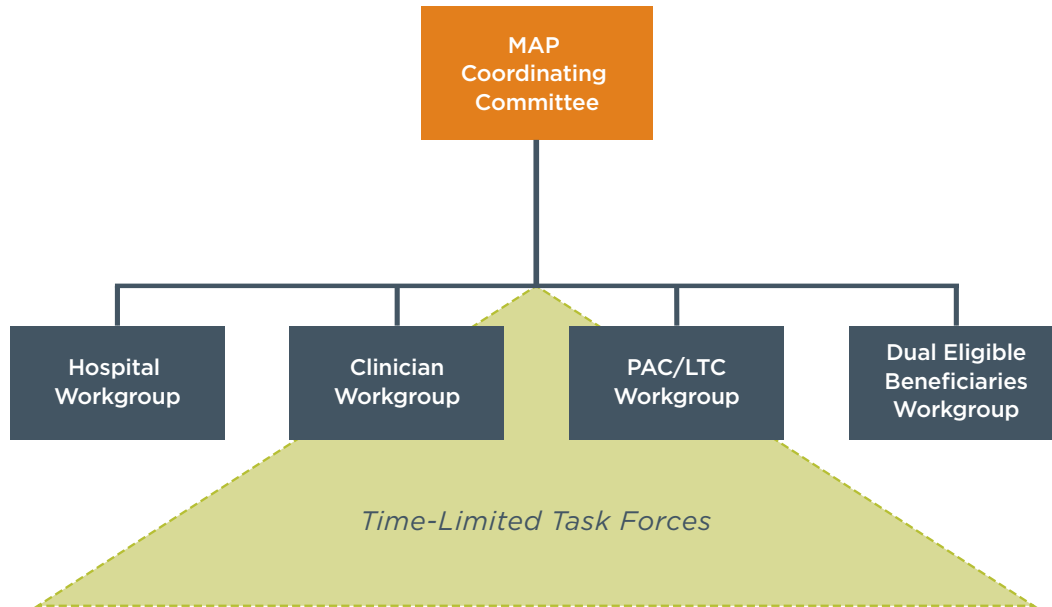 MAP
Coordinating
Committee
Hospital
Workgroup
Clinician
Workgroup
PAC/LTC
Workgroup
Dual Eligible
Beneficiaries
Workgroup
Time-Limited Task Forces